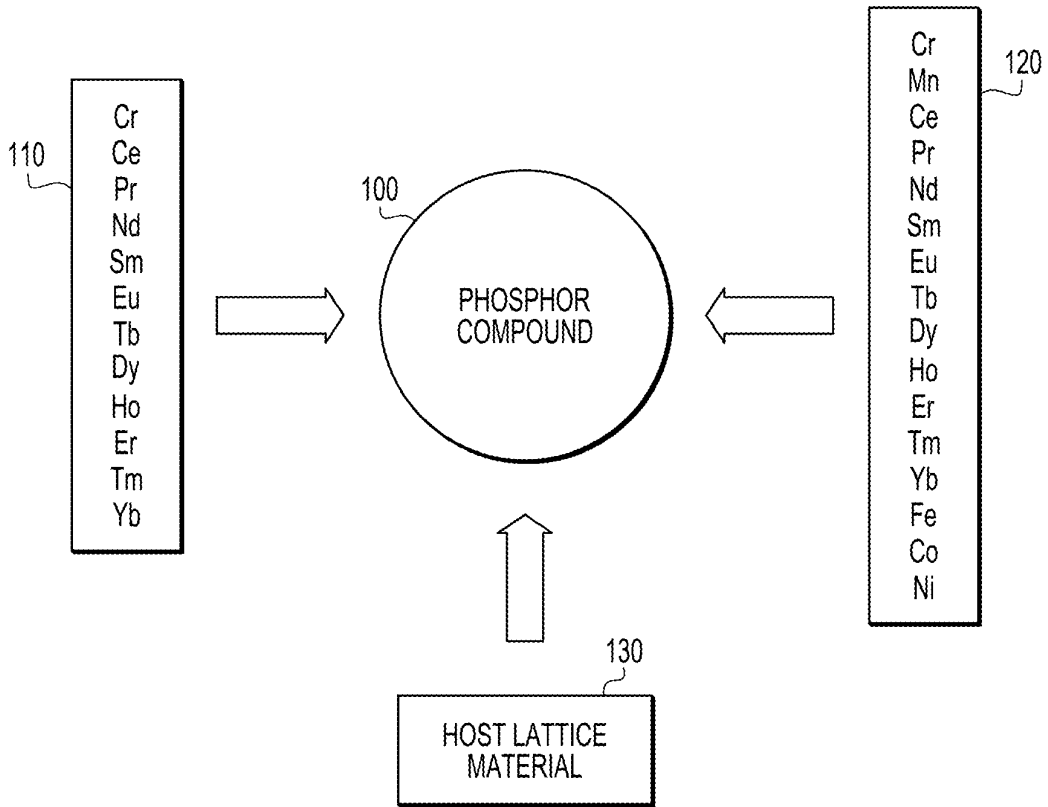 110
Cr
Ce
Pr
Nd
Sm
Eu
Tb
Dy
Ho
Er
Tm
Yb
100
PHOSPHOR
COMPOUND
120
Cr
Mn
Ce
Pr
Nd
Sm
Eu
Tb
Dy
Ho
Er
Tm
Yb
Fe
Co
Ni
130
HOST LATTICE
MATERIAL